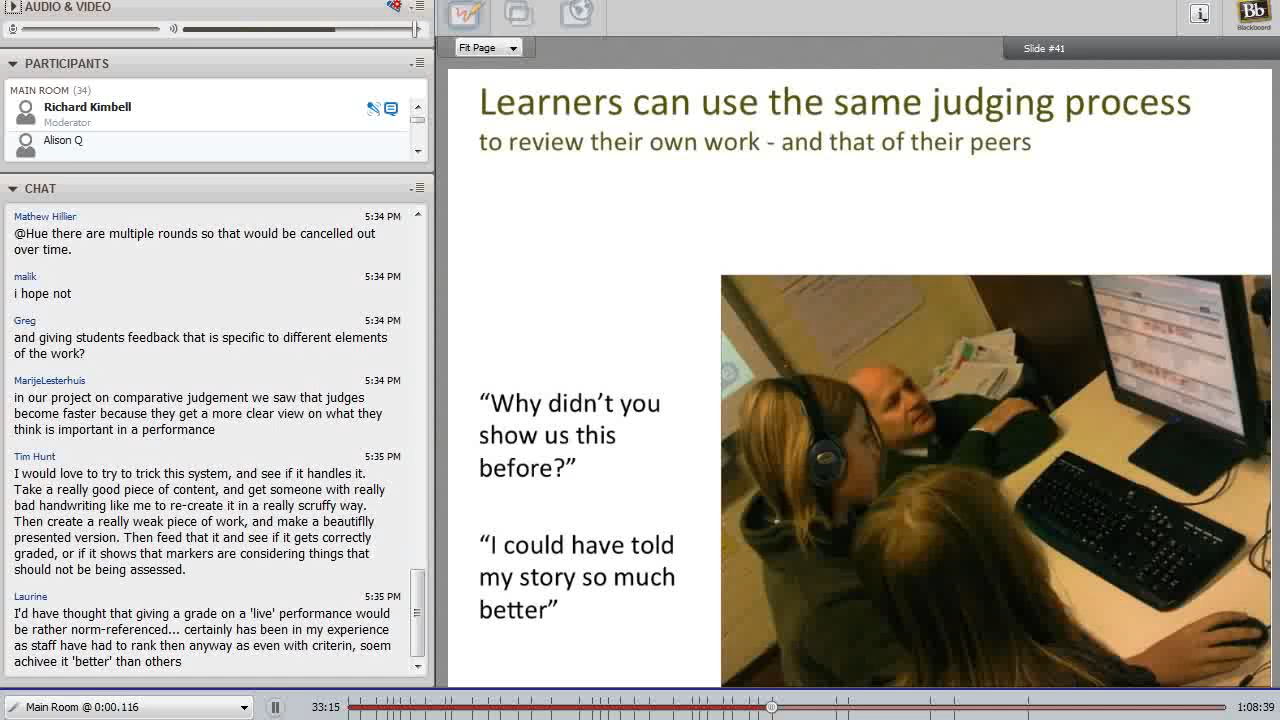 AUDIO & VIDEO
PARTICIPANTS
MAIN ROOM (34)
Richard Kimbell
Moderator
Alison Q
CHAT
Mathew Hillier 5:34 PM
@Hue there are multiple rounds so that would be cancelled out
over time.
malik 5:34 PM
i hope not
Greg 5:34 PM
and giving students feedback that is specific to different elements
of the work?
MarijeLesterhuis 5:34 PM
in our project on comparative judgement we saw that judges
become faster because they get a more clear view on what they
think is important in a performance
Tim Hunt 5:35 PM
I would love to try to trick this system, and see if it handles it.
Take a really good piece of content, and get someone with really
bad handwriting like me to re-create it in a really scruffy way.
Then create a really weak piece of work, and make a beautiflly
presented version. Then feed that it and see if it gets correctly
graded, or if it shows that markers are considering things that
should not be being assessed.
Laurine 5:35 PM
I'd have thought that giving a grade on a 'live' performance would
be rather norm-referenced... certainly has been in my experience
as staff have had to rank then anyway as even with criterin, soem
achivee it 'better' than others
Main Room @ 0:00.116
33:15
1:08:39
Fit Page
Slide #41
i
Bb
Blackboard
Learners can use the same judging process
to review their own work - and that of their peers
“Why didn’t you
show us this
before?”
“I could have told
my story so much
better”